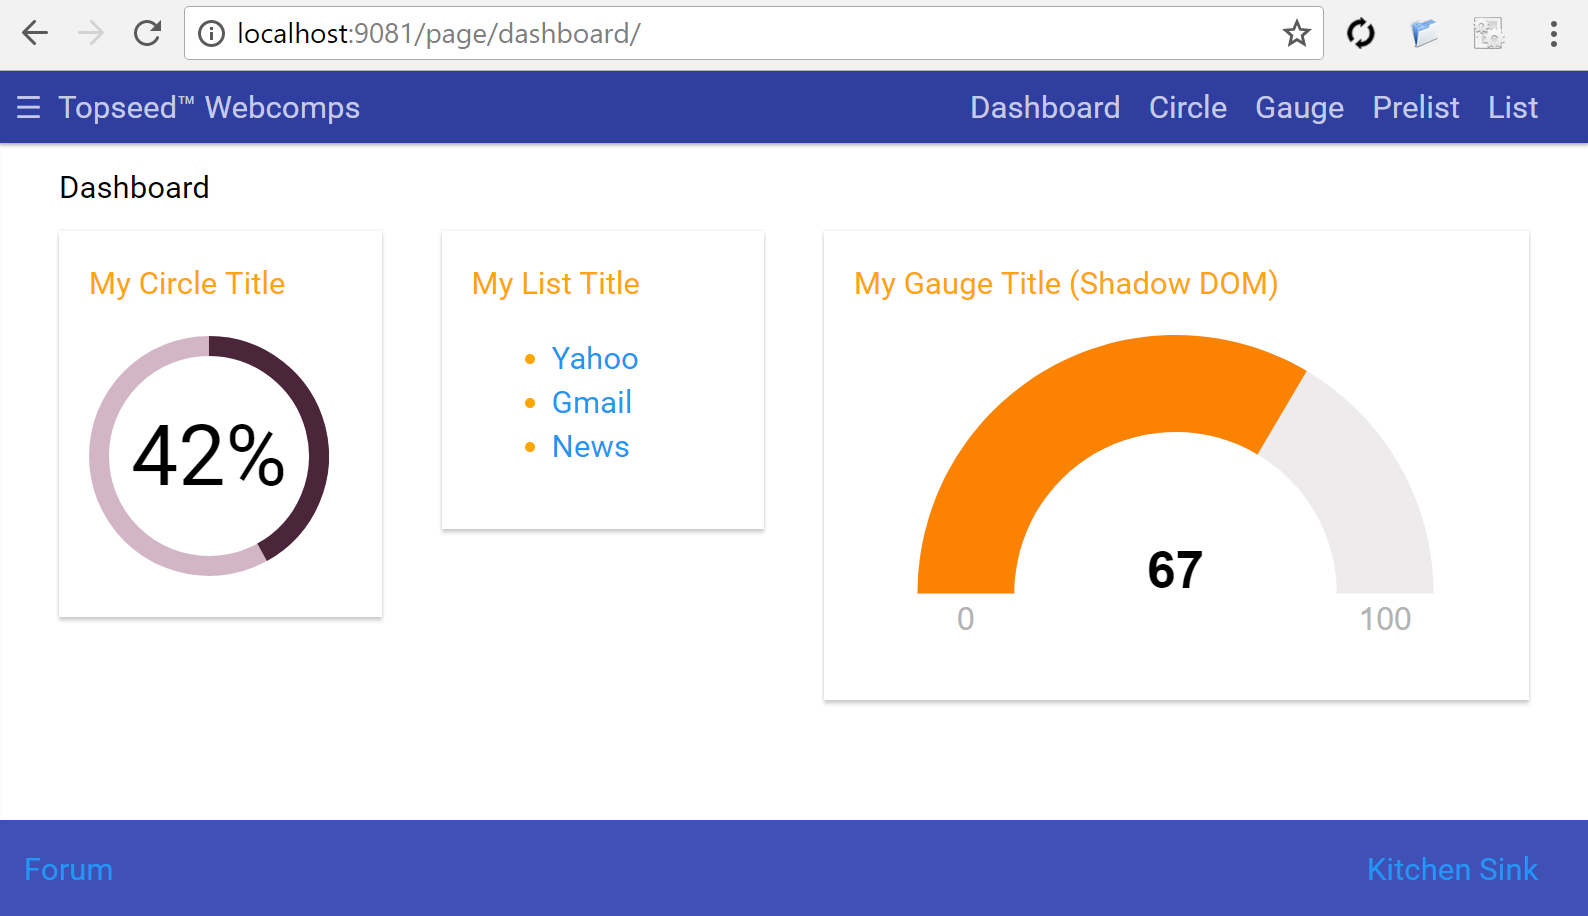 localhost:9081/page/dashboard/
☰ Topseed™ Webcomps Dashboard Circle Gauge Prelist List
Dashboard
My Circle Title
42%
My List Title
• Yahoo
• Gmail
• News
My Gauge Title (Shadow DOM)
67
0 100
Forum Kitchen Sink